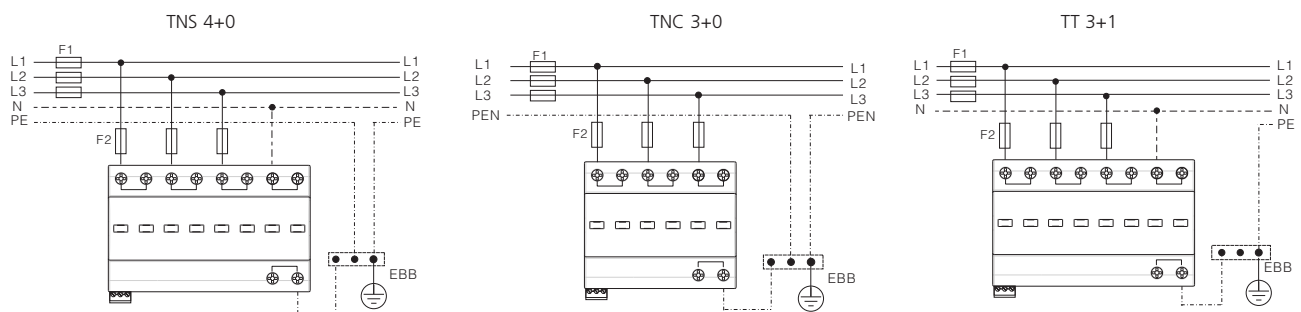 TNS 4+0
F1
L1 L1
L2 L2
L3 L3
N N
PE PE
F2
EBB
TNC 3+0
F1
L1 L1
L2 L2
L3 L3
PEN PEN
F2
EBB
TT 3+1
F1
L1 L1
L2 L2
L3 L3
N N
PE
F2
EBB